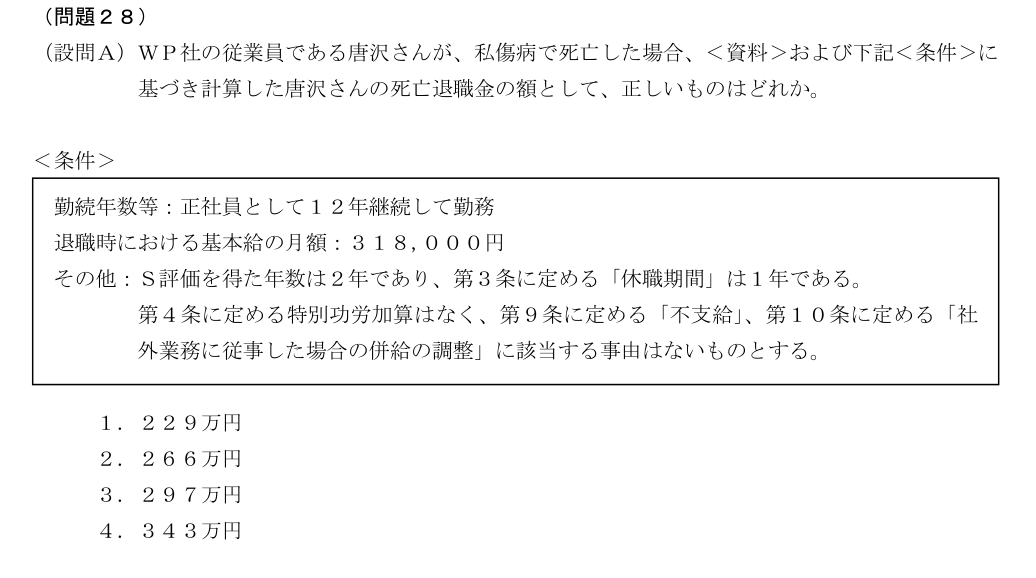 （問題２８）
（設問Ａ）ＷＰ社の従業員である唐沢さんが、私傷病で死亡した場合、＜資料＞および下記＜条件＞に
基づき計算した唐沢さんの死亡退職金の額として、正しいものはどれか。
＜条件＞
勤続年数等：正社員として１２年継続して勤務
退職時における基本給の月額：３１８,０００円
その他：Ｓ評価を得た年数は２年であり、第３条に定める「休職期間」は１年である。
第４条に定める特別功労加算はなく、第９条に定める「不支給」、第１０条に定める「社
外業務に従事した場合の併給の調整」に該当する事由はないものとする。
１．２２９万円
２．２６６万円
３．２９７万円
４．３４３万円